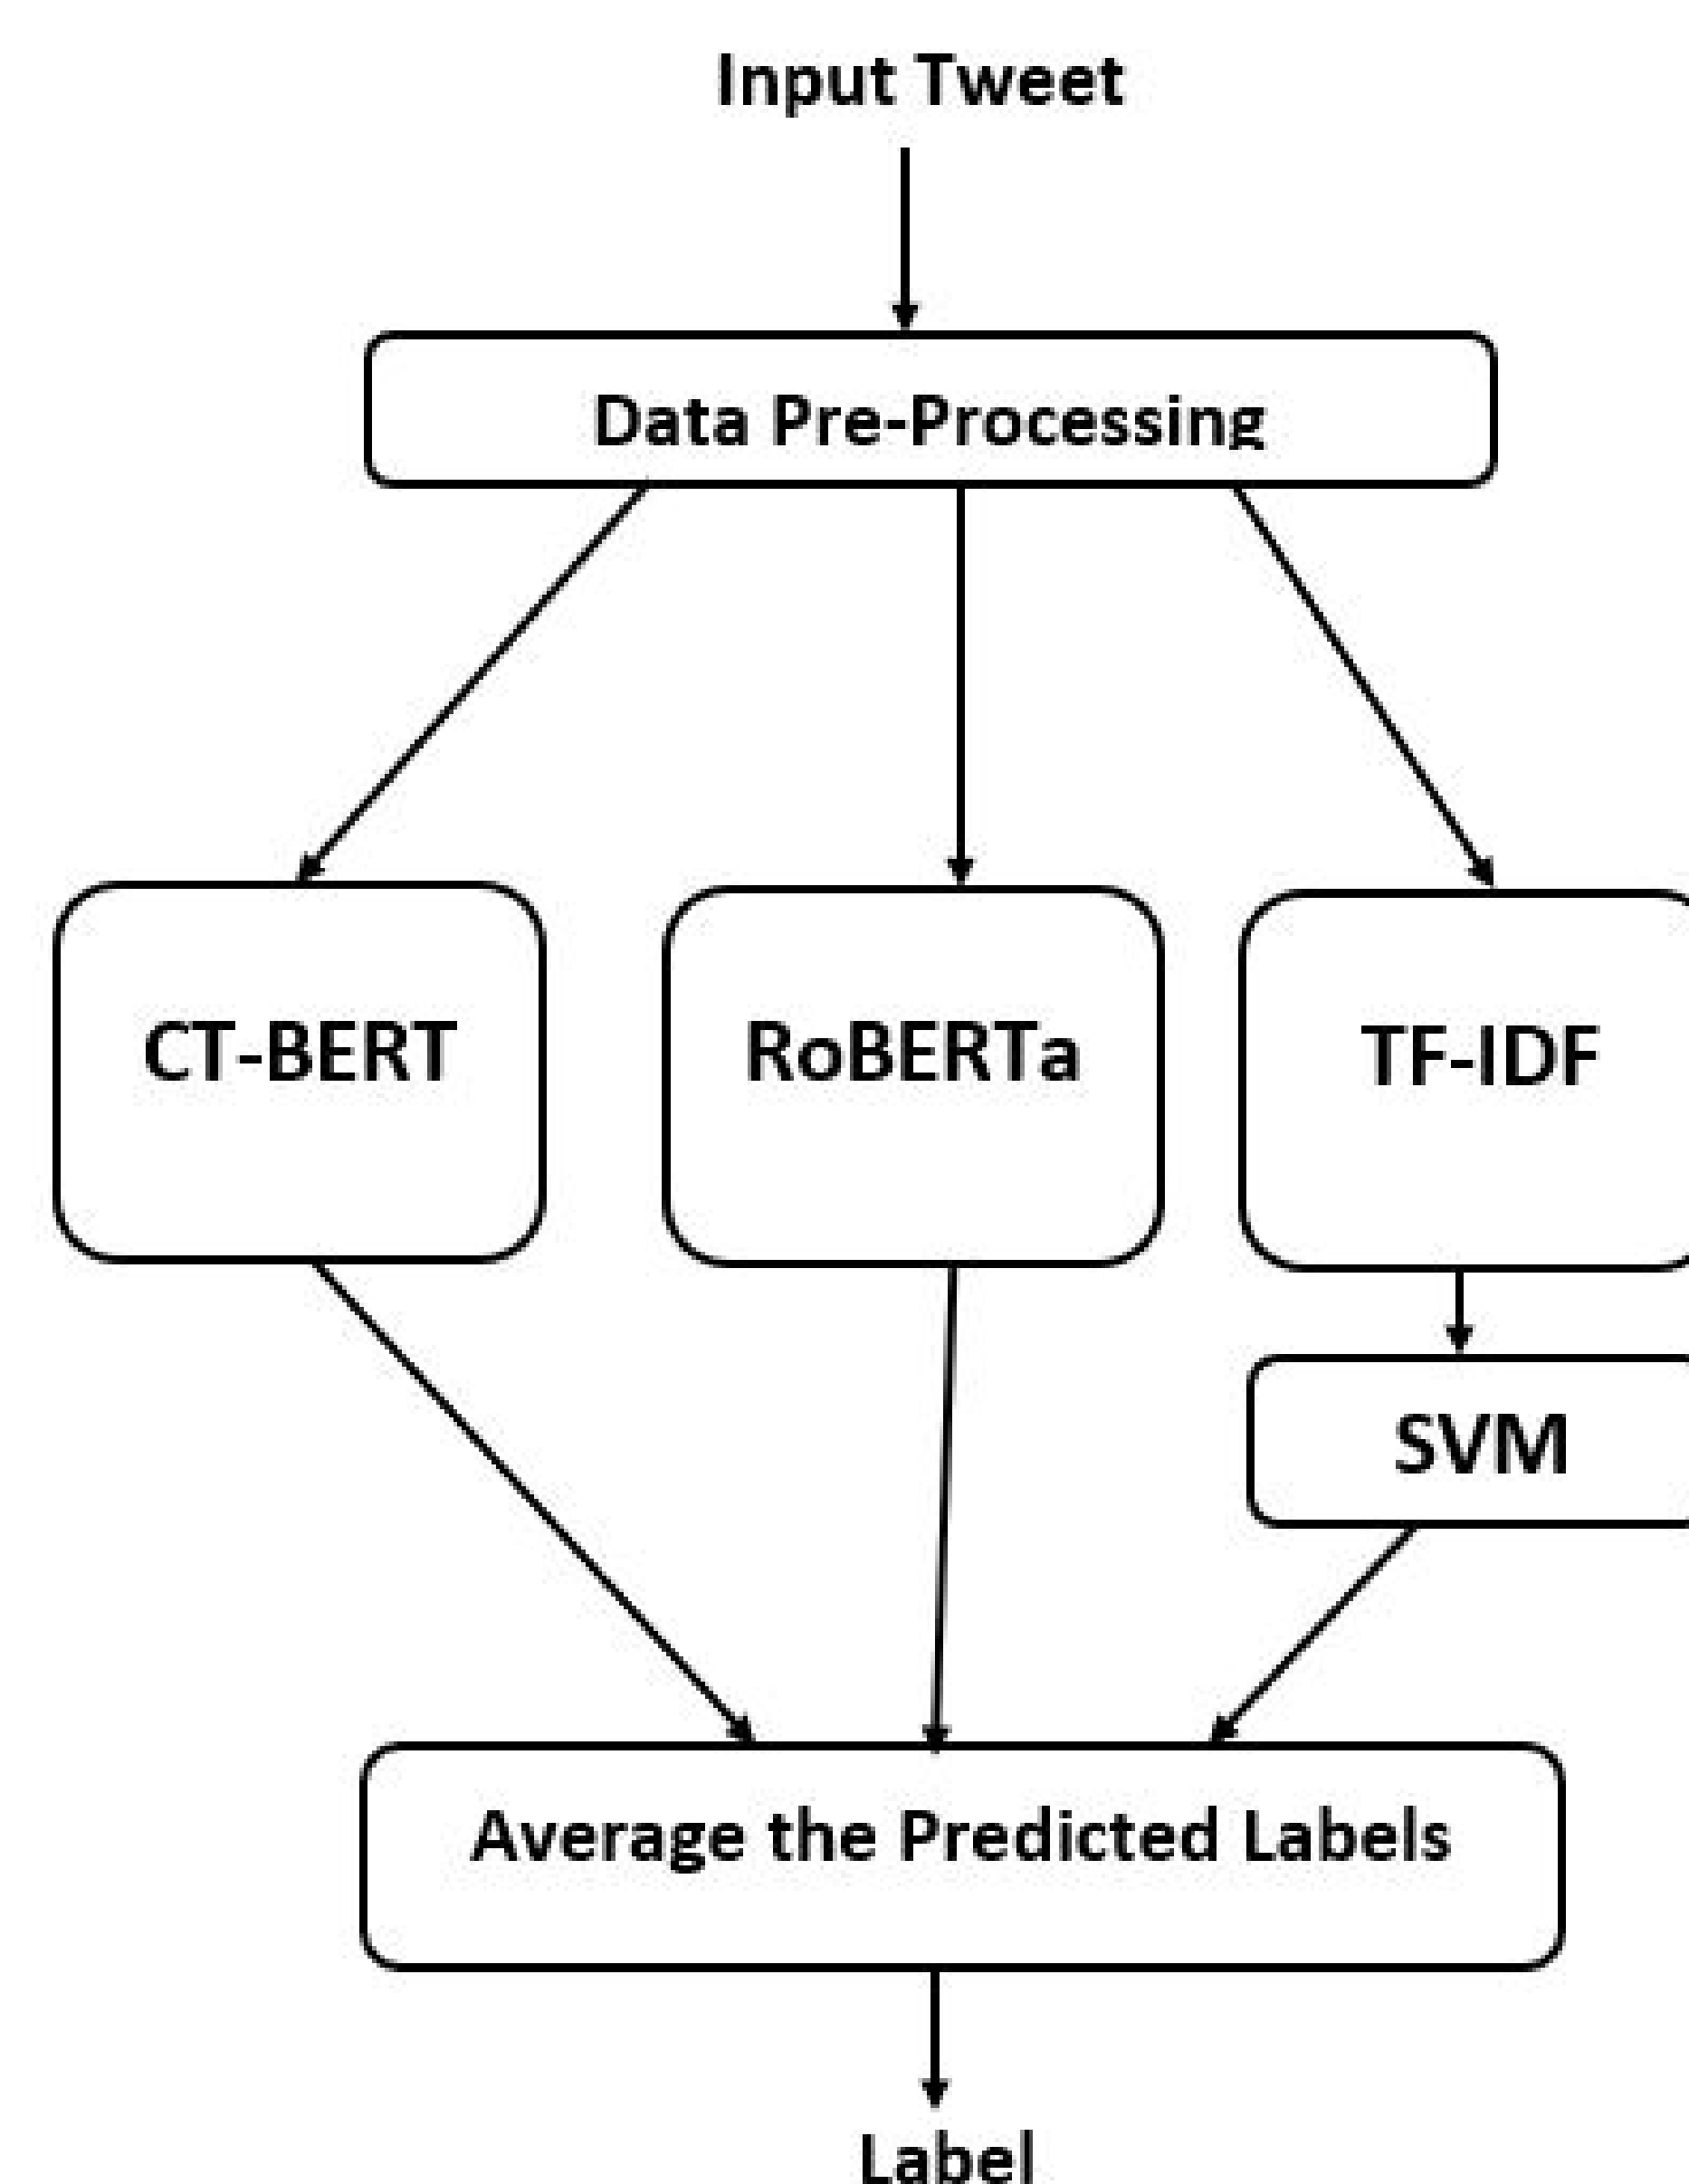 Input Tweet
Data Pre-Processing
CT-BERT
RoBERTa
TF-IDF
SVM
Average the Predicted Labels
Label